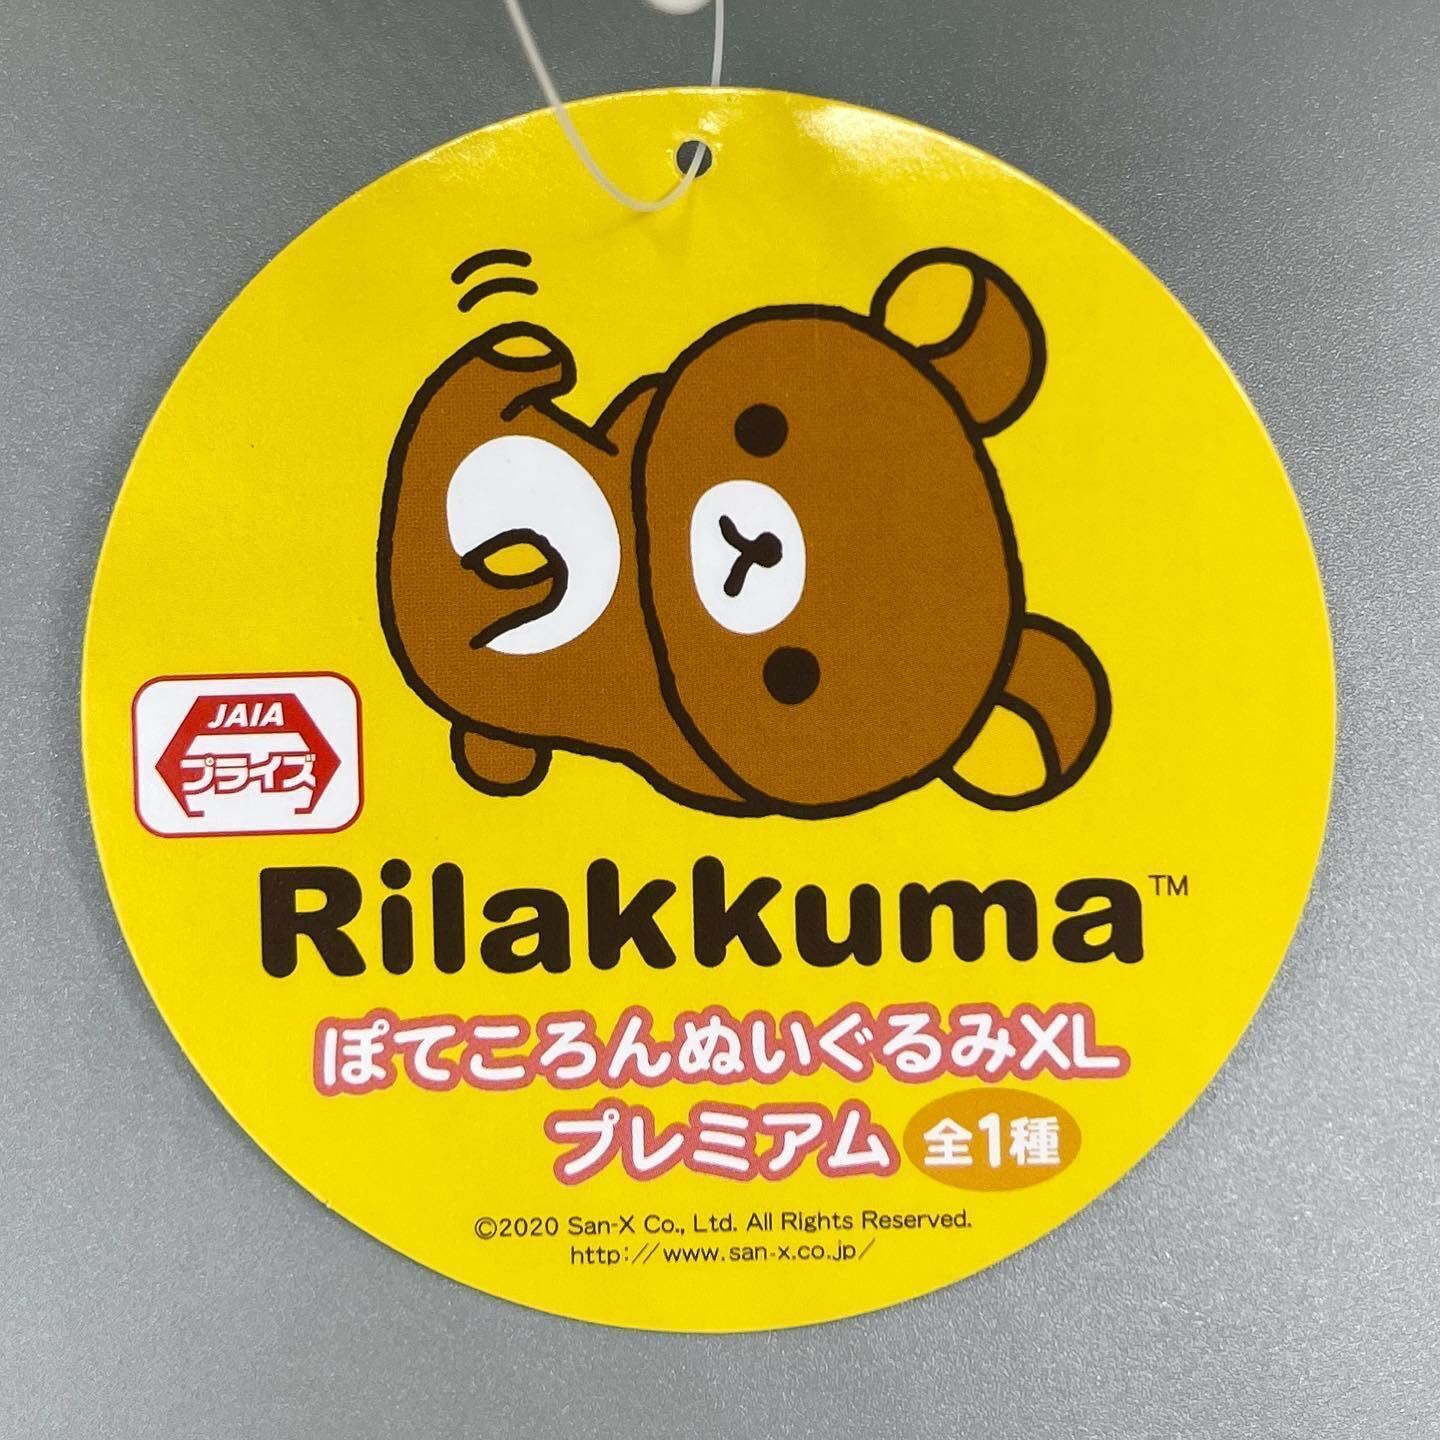 JAIA
プライズ
Rilakkuma™
ぽてころんぬいぐるみXL
プレミアム 全1種
©2020 San-X Co., Ltd. All Rights Reserved.
http://www.san-x.co.jp/